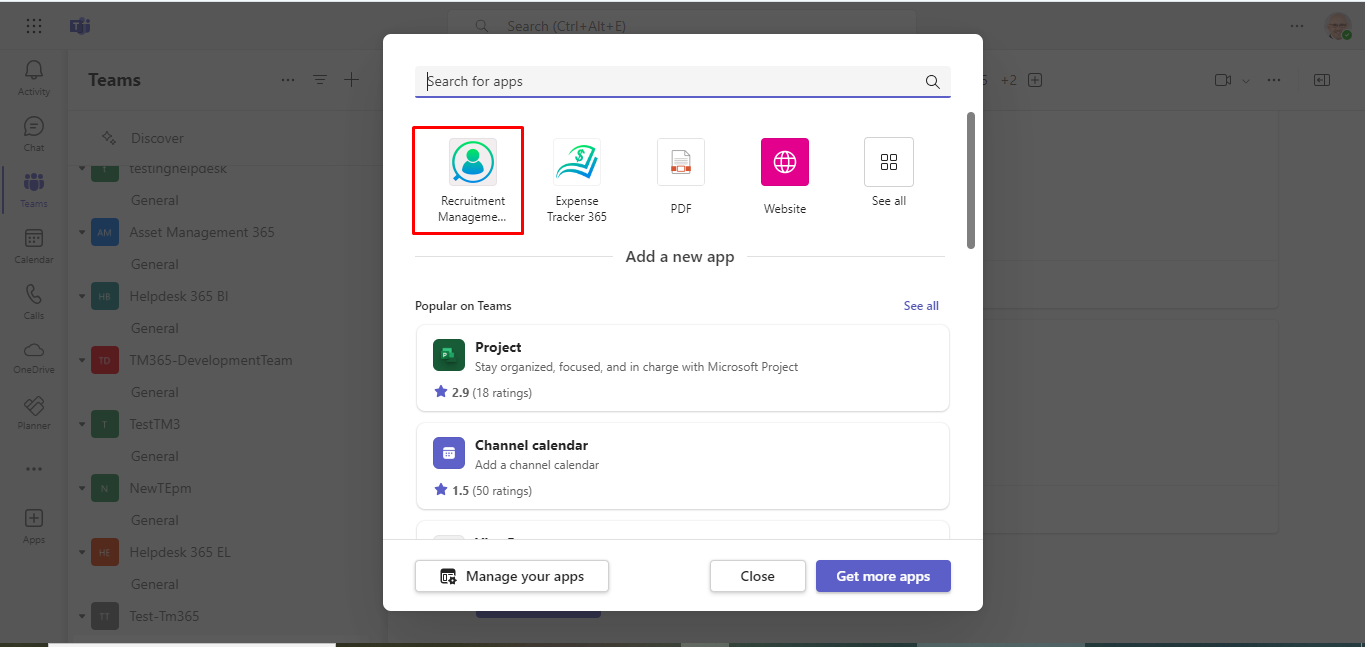 Search (Ctrl+Alt+E)
Activity
Chat
Teams
Calendar
Calls
OneDrive
Planner
Apps
Teams
Discover
testinghelpdesk
General
AM
Asset Management 365
General
HB
Helpdesk 365 BI
General
TD
TM365-DevelopmentTeam
General
T
TestTM3
General
N
NewTEpm
General
HE
Helpdesk 365 EL
General
TT
Test-Tm365
+2
Search for apps
Recruitment
Manageme...
Expense
Tracker 365
PDF
Website
See all
Add a new app
Popular on Teams
See all
Project
Stay organized, focused, and in charge with Microsoft Project
2.9 (18 ratings)
Channel calendar
Add a channel calendar
1.5 (50 ratings)
Manage your apps
Close
Get more apps